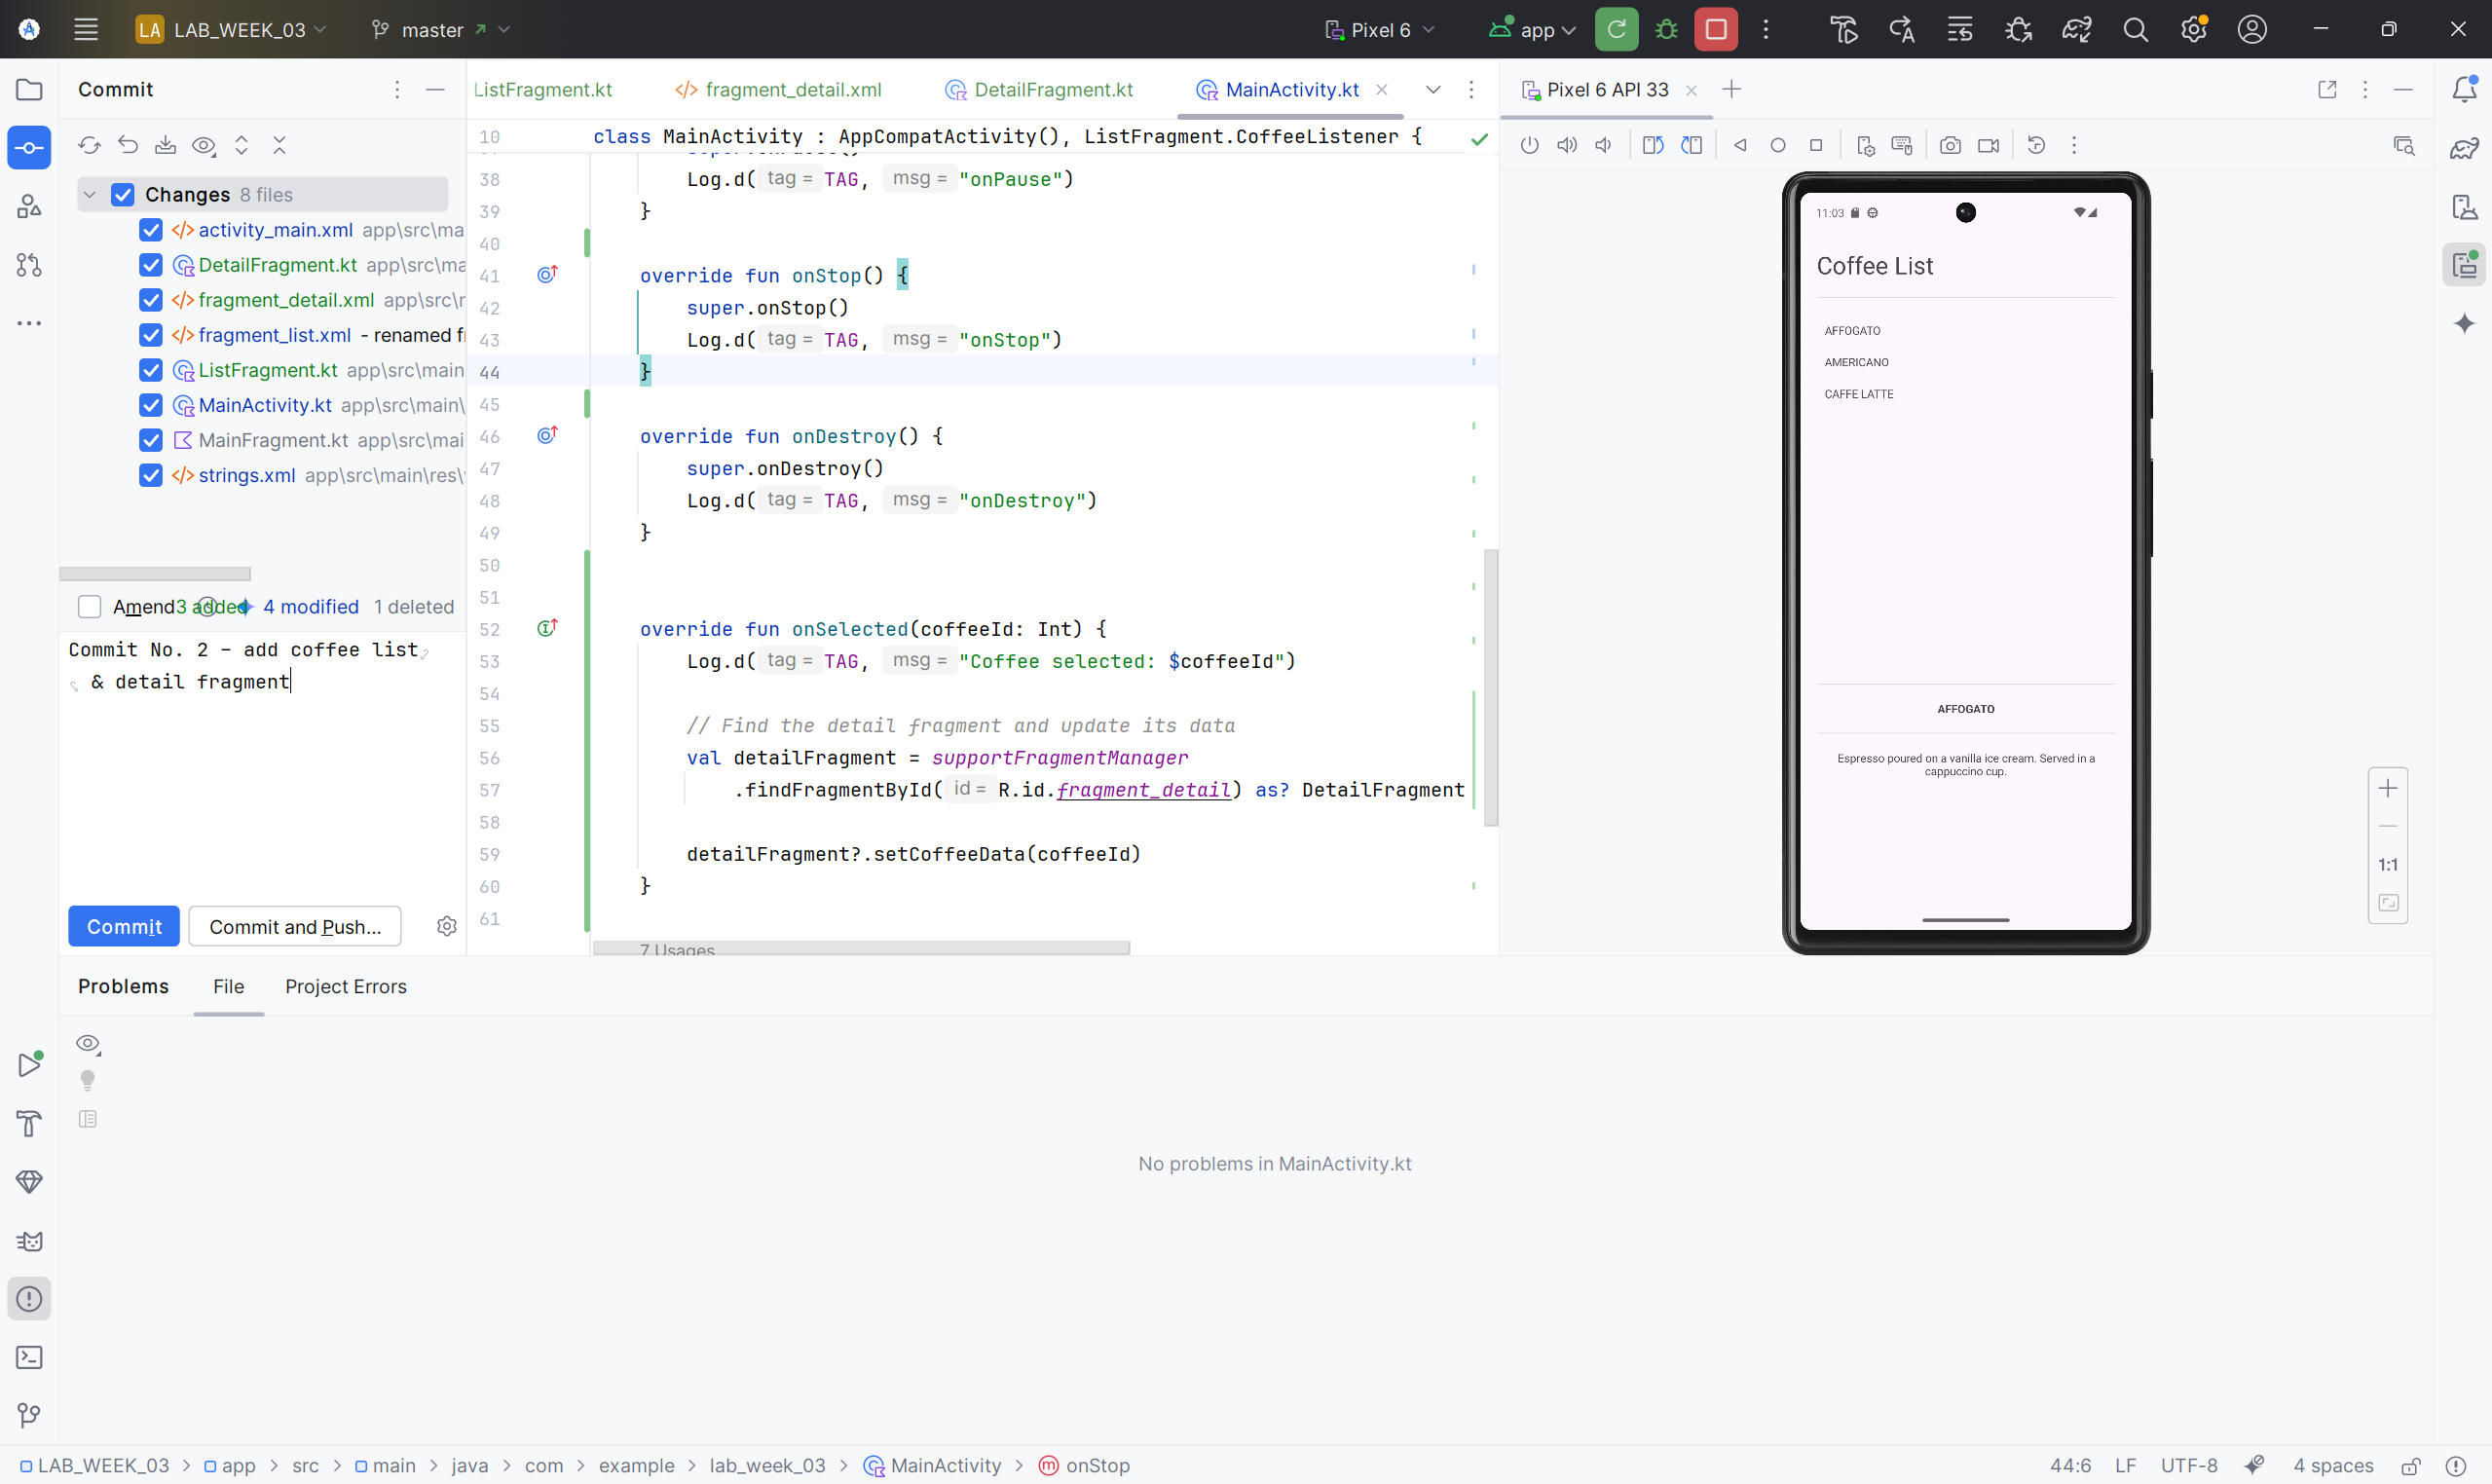 LA LAB_WEEK_03 master Pixel 6 app
Commit
ListFragment.kt fragment_detail.xml DetailFragment.kt MainActivity.kt
Pixel 6 API 33
Changes 8 files
activity_main.xml app\src\ma
DetailFragment.kt app\src\ma
fragment_detail.xml app\src\r
fragment_list.xml - renamed f
ListFragment.kt app\src\main
MainActivity.kt app\src\main\
MainFragment.kt app\src\mai
strings.xml app\src\main\res\
Amend 3 added 4 modified 1 deleted
Commit No. 2 - add coffee list
& detail fragment
Commit Commit and Push...
10 class MainActivity : AppCompatActivity(), ListFragment.CoffeeListener {
38 Log.d( tag = TAG, msg = "onPause")
39 }
40
41 override fun onStop() {
42 super.onStop()
43 Log.d( tag = TAG, msg = "onStop")
44 }
45
46 override fun onDestroy() {
47 super.onDestroy()
48 Log.d( tag = TAG, msg = "onDestroy")
49 }
50
51
52 override fun onSelected(coffeeId: Int) {
53 Log.d( tag = TAG, msg = "Coffee selected: $coffeeId")
54
55 // Find the detail fragment and update its data
56 val detailFragment = supportFragmentManager
57 .findFragmentById( id = R.id.fragment_detail) as? DetailFragment
58
59 detailFragment?.setCoffeeData(coffeeId)
60 }
61
7 Usages
11:03
Coffee List
AFFOGATO
AMERICANO
CAFFE LATTE
AFFOGATO
Espresso poured on a vanilla ice cream. Served in a
cappuccino cup.
1:1
Problems File Project Errors
No problems in MainActivity.kt
LAB_WEEK_03 > app > src > main > java > com > example > lab_week_03 > MainActivity > onStop
44:6 LF UTF-8 4 spaces